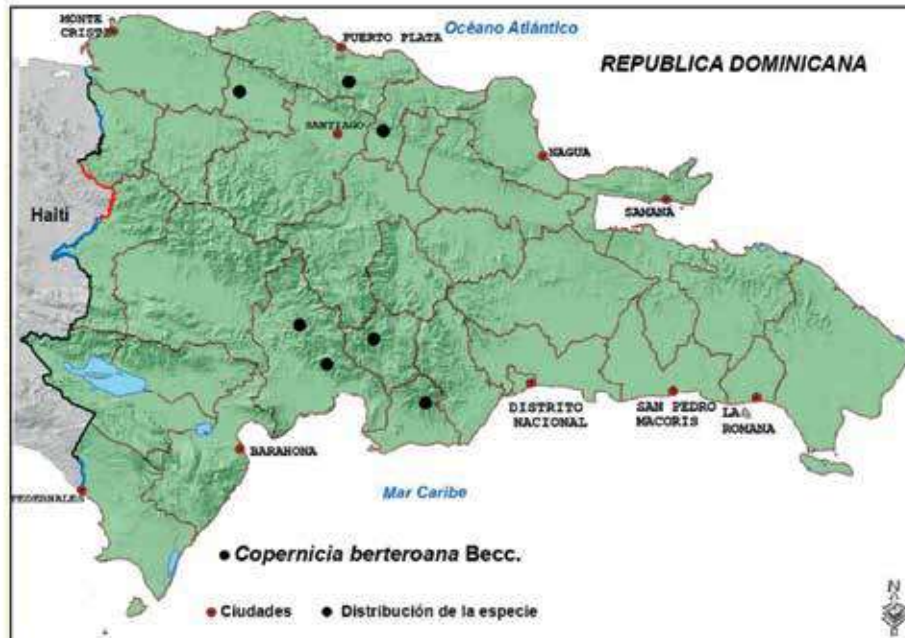 MONTE
CRISTI
Océano Atlántico
PUERTO PLATA
REPUBLICA DOMINICANA
SANTIAGO
NAGUA
SAMANA
Haití
DISTRITO
NACIONAL
SAN PEDRO
MACORIS
LA
ROMANA
BARAHONA
Mar Caribe
PEDERNALES
Copernicia berteroana Becc.
Ciudades
Distribución de la especie
N